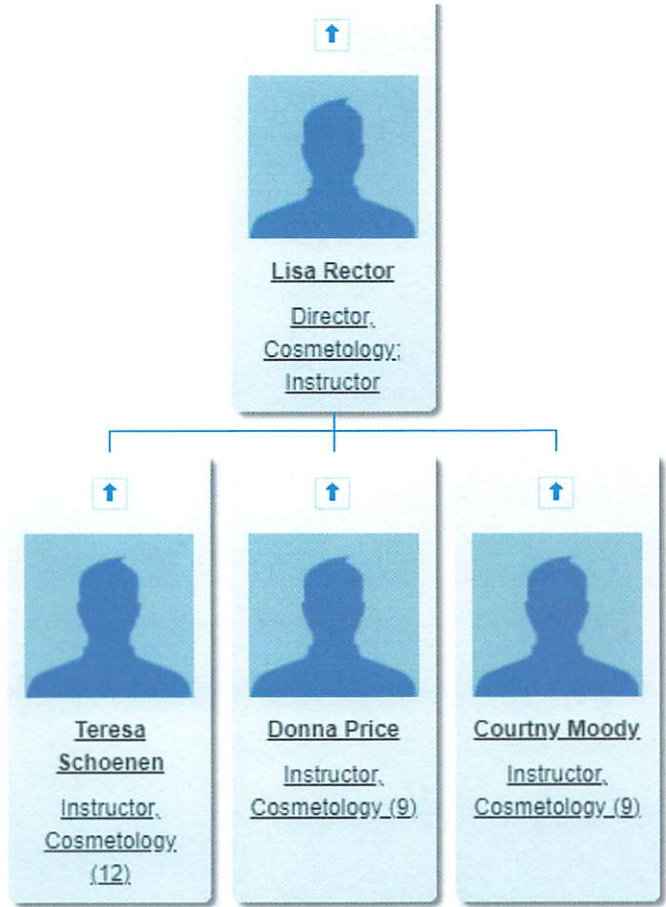 Lisa Rector
Director,
Cosmetology;
Instructor
Teresa
Schoenen
Instructor,
Cosmetology
(12)
Donna Price
Instructor,
Cosmetology (9)
Courtny Moody
Instructor,
Cosmetology (9)